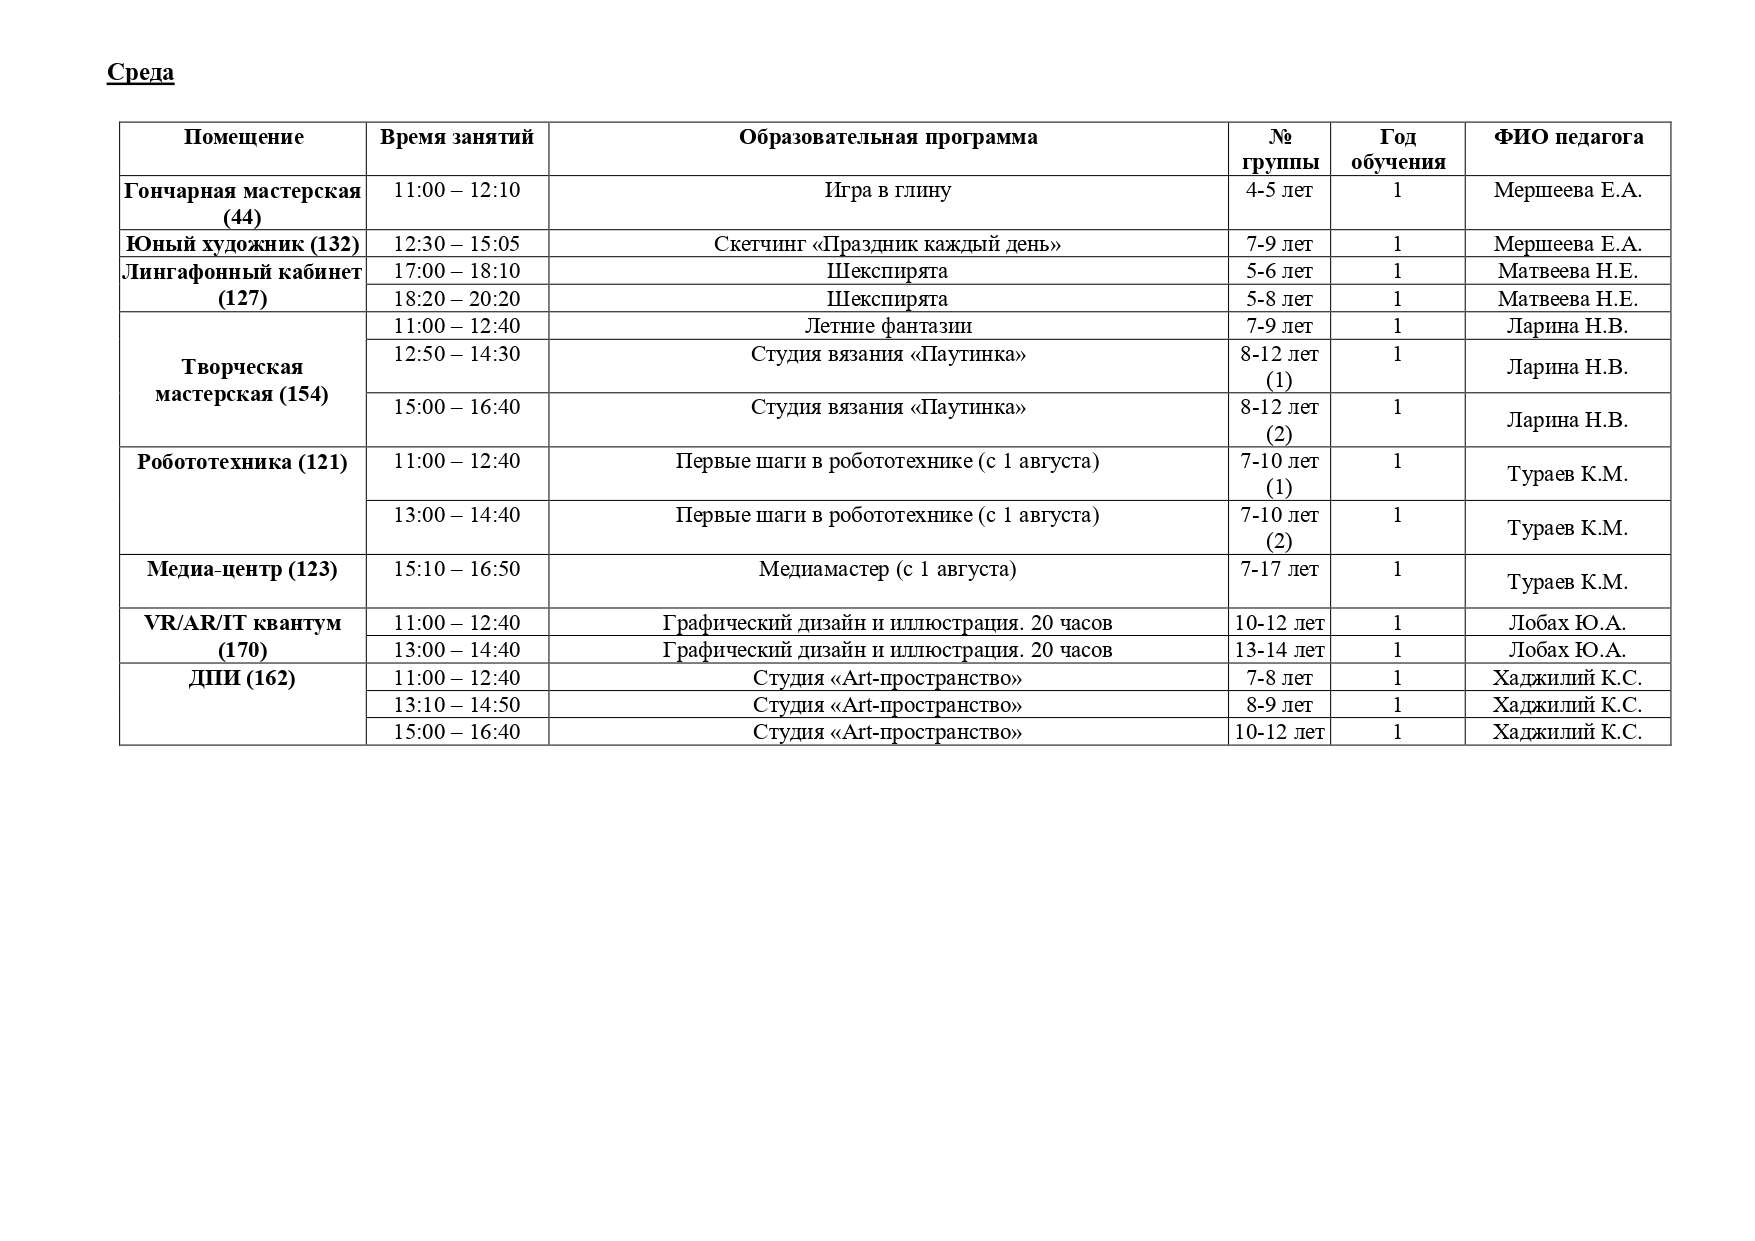 Среда
Помещение Время занятий Образовательная программа № группы Год обучения ФИО педагога
Гончарная мастерская (44) 11:00 – 12:10 Игра в глину 4-5 лет 1 Мершеева Е.А.
Юный художник (132) 12:30 – 15:05 Скетчинг «Праздник каждый день» 7-9 лет 1 Мершеева Е.А.
Лингафонный кабинет (127) 17:00 – 18:10 Шекспирята 5-6 лет 1 Матвеева Н.Е.
18:20 – 20:20 Шекспирята 5-8 лет 1 Матвеева Н.Е.
Творческая мастерская (154) 11:00 – 12:40 Летние фантазии 7-9 лет 1 Ларина Н.В.
12:50 – 14:30 Студия вязания «Паутинка» 8-12 лет (1) 1 Ларина Н.В.
15:00 – 16:40 Студия вязания «Паутинка» 8-12 лет (2) 1 Ларина Н.В.
Робототехника (121) 11:00 – 12:40 Первые шаги в робототехнике (с 1 августа) 7-10 лет (1) 1 Тураев К.М.
13:00 – 14:40 Первые шаги в робототехнике (с 1 августа) 7-10 лет (2) 1 Тураев К.М.
Медиа-центр (123) 15:10 – 16:50 Медиамастер (с 1 августа) 7-17 лет 1 Тураев К.М.
VR/AR/IT квантум (170) 11:00 – 12:40 Графический дизайн и иллюстрация. 20 часов 10-12 лет 1 Лобах Ю.А.
13:00 – 14:40 Графический дизайн и иллюстрация. 20 часов 13-14 лет 1 Лобах Ю.А.
ДПИ (162) 11:00 – 12:40 Студия «Art-пространство» 7-8 лет 1 Хаджилий К.С.
13:10 – 14:50 Студия «Art-пространство» 8-9 лет 1 Хаджилий К.С.
15:00 – 16:40 Студия «Art-пространство» 10-12 лет 1 Хаджилий К.С.